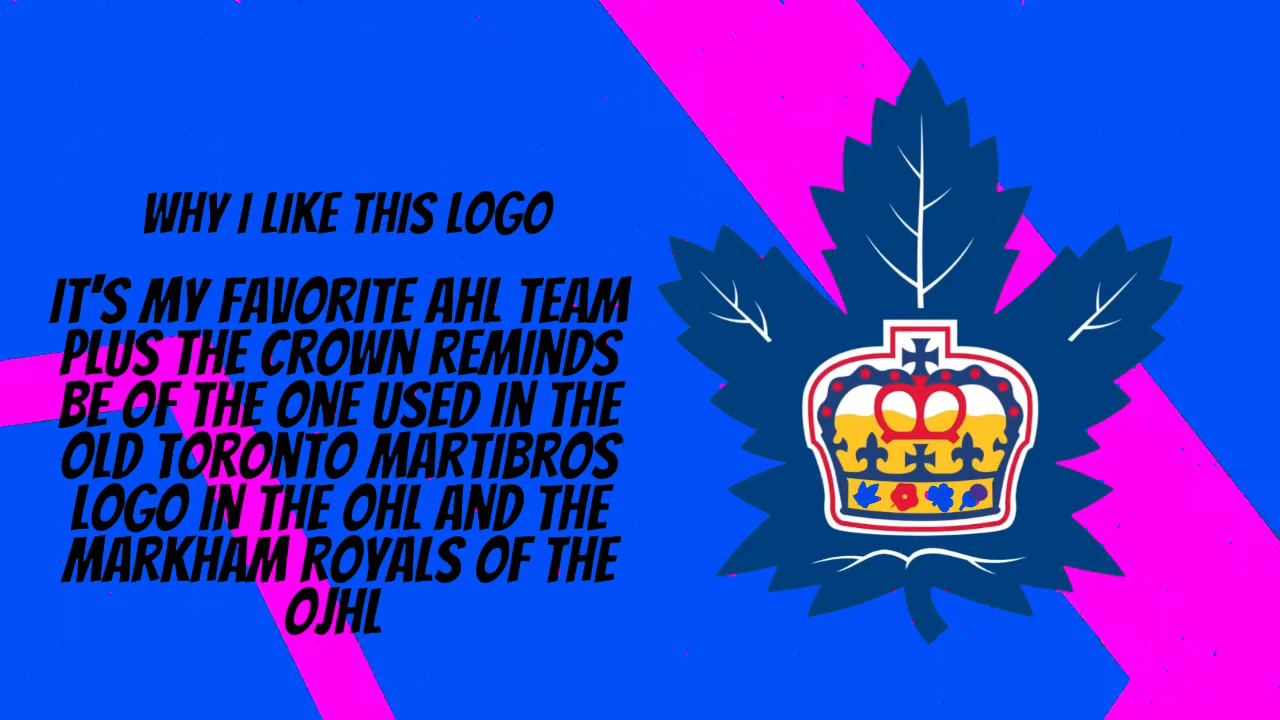 WHY I LIKE THIS LOGO
IT'S MY FAVORITE AHL TEAM
PLUS THE CROWN REMINDS
BE OF THE ONE USED IN THE
OLD TORONTO MARTIBROS
LOGO IN THE OHL AND THE
MARKHAM ROYALS OF THE
OJHL